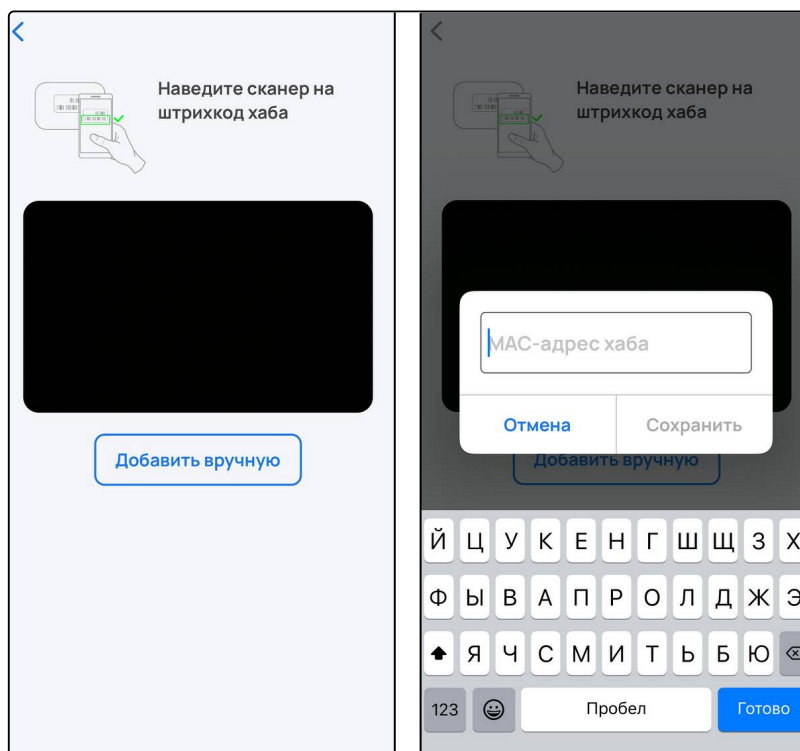 Наведите сканер на
штрихкод хаба
Добавить вручную
Наведите сканер на
штрихкод хаба
MAC-адрес хаба
Отмена
Сохранить
Добавить вручную
Й Ц У К Е Н Г Ш Щ З Х
Ф Ы В А П Р О Л Д Ж Э
Я Ч С М И Т Ь Б Ю
123
Пробел
Готово